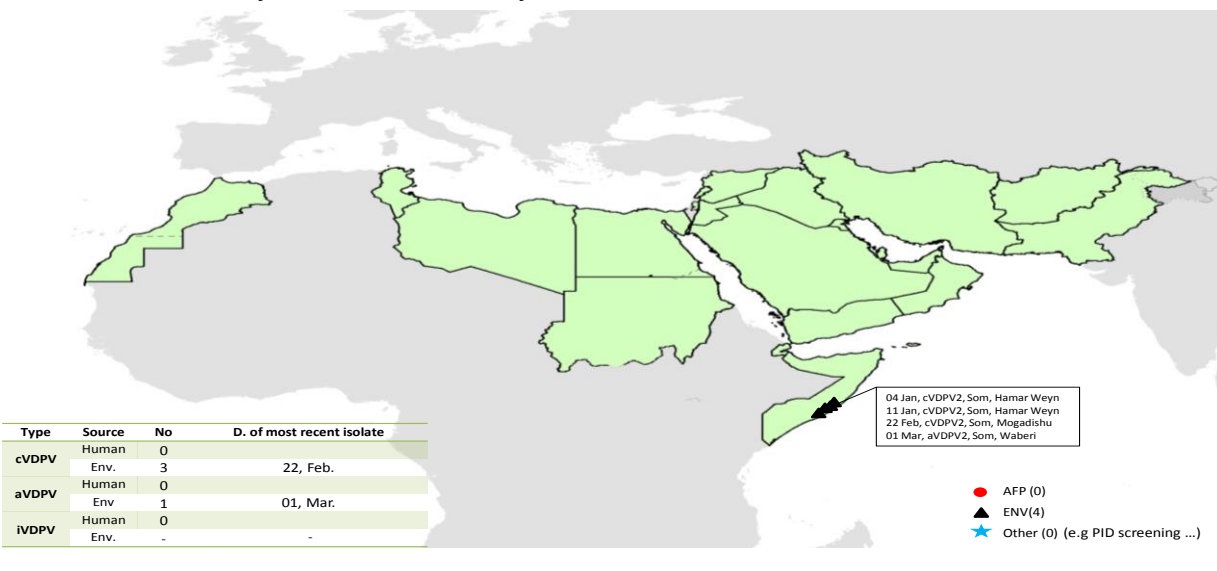 04 Jan, cVDPV2, Som, Hamar Weyn
11 Jan, cVDPV2, Som, Hamar Weyn
22 Feb, cVDPV2, Som, Mogadishu
01 Mar, aVDPV2, Som, Waberi
Type Source No D. of most recent isolate
cVDPV Human 0
Env. 3 22, Feb.
aVDPV Human 0
Env 1 01, Mar.
iVDPV Human 0
Env. - -
AFP (0)
ENV(4)
Other (0) (e.g PID screening ...)